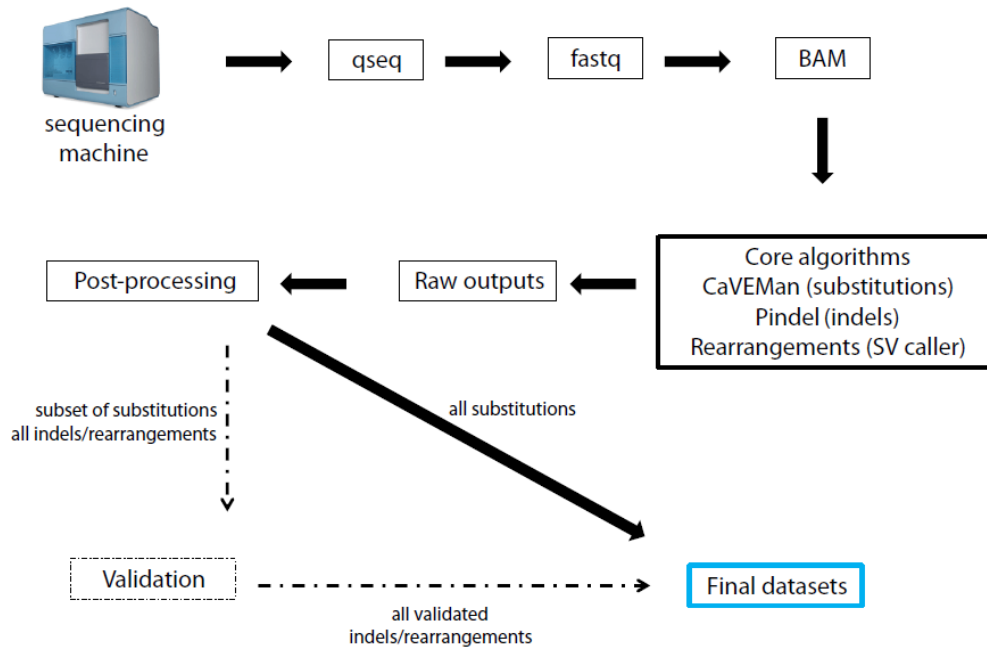 sequencing
machine
qseq
fastq
BAM
Core algorithms
CaVEMan (substitutions)
Pindel (indels)
Rearrangements (SV caller)
Raw outputs
Post-processing
subset of substitutions
all indels/rearrangements
all substitutions
Validation
all validated
indels/rearrangements
Final datasets